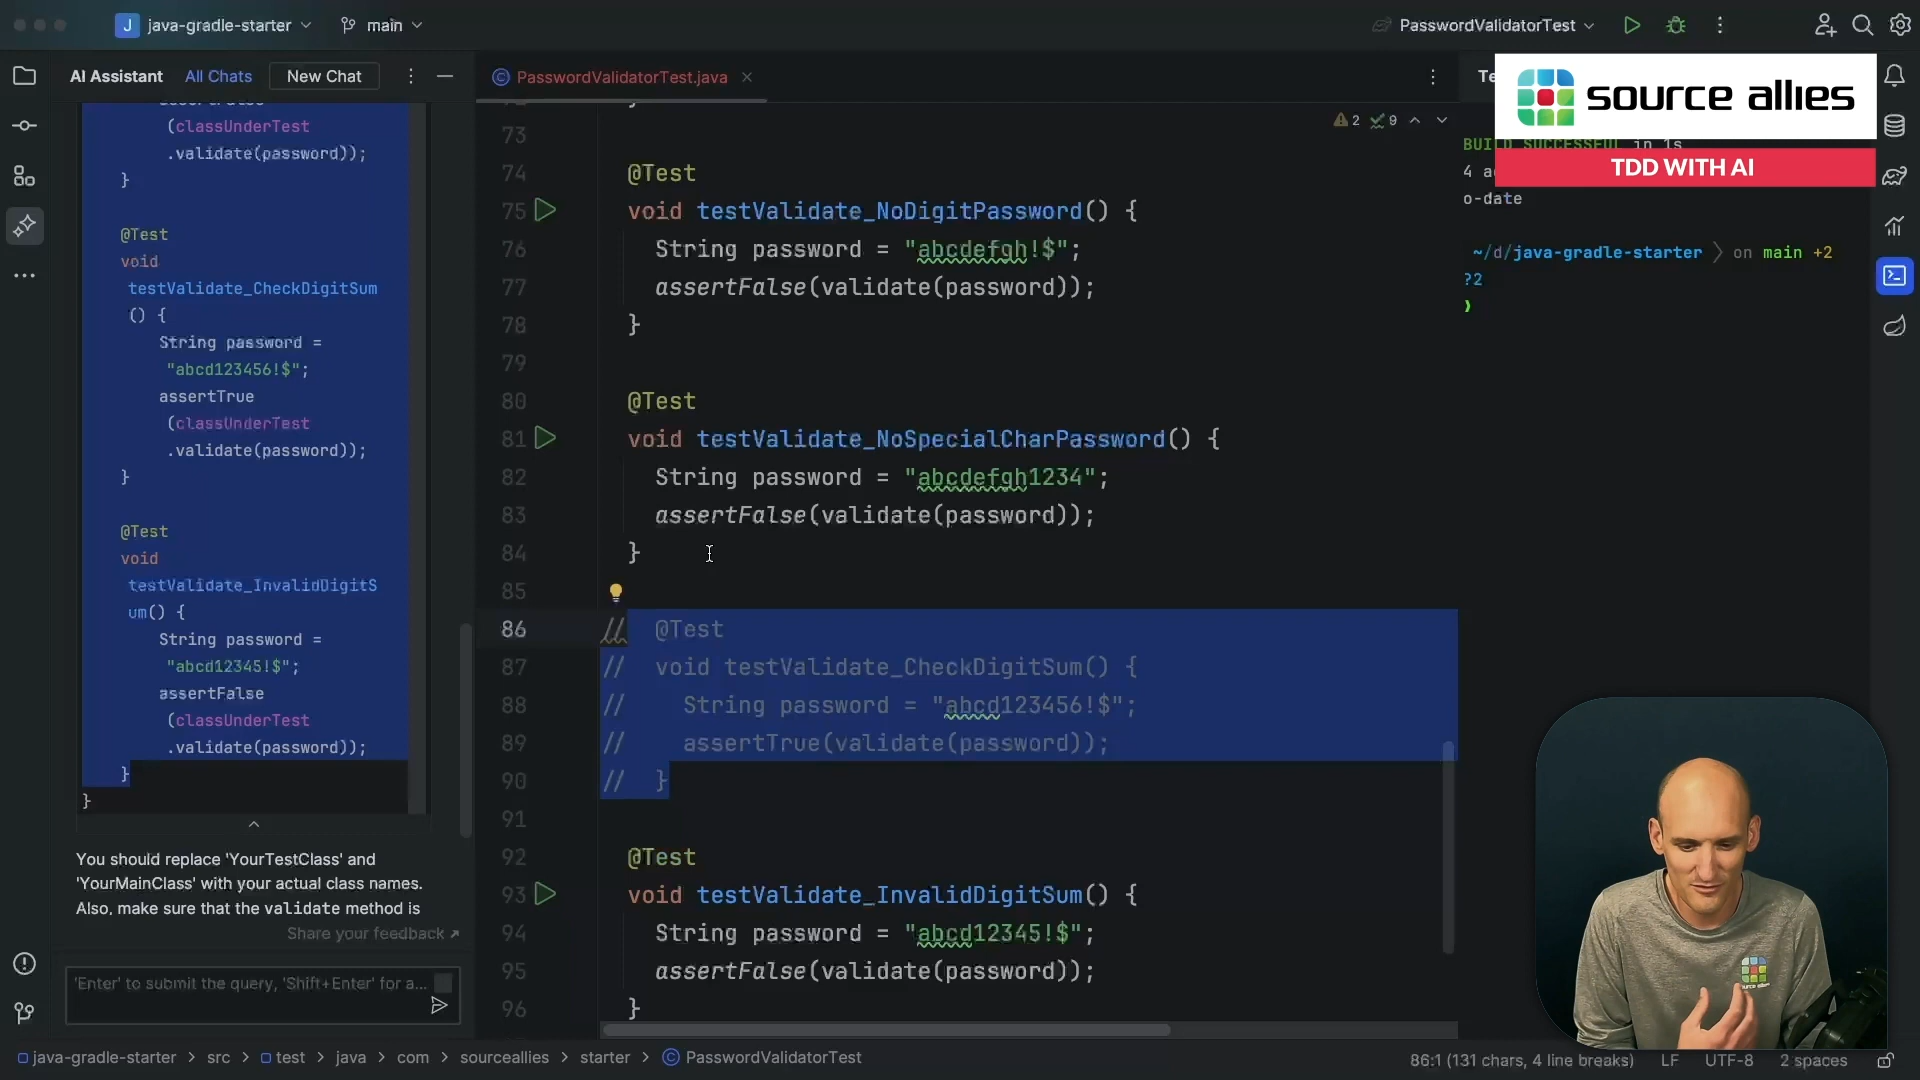 J java-gradle-starter
main
PasswordValidatorTest
AI Assistant
All Chats
New Chat
PasswordValidatorTest.java
source allies
TDD WITH AI
(classUnderTest
.validate(password));
}
@Test
void
testValidate_CheckDigitSum
() {
String password =
"abcd123456!$";
assertTrue
(classUnderTest
.validate(password));
}
@Test
void
testValidate_InvalidDigitS
um() {
String password =
"abcd12345!$";
assertFalse
(classUnderTest
.validate(password));
}
}
You should replace 'YourTestClass' and
'YourMainClass' with your actual class names.
Also, make sure that the validate method is
Share your feedback ↗
'Enter' to submit the query, 'Shift+Enter' for a...
2 9
73
74 @Test
75 void testValidate_NoDigitPassword() {
76 String password = "abcdefgh!$";
77 assertFalse(validate(password));
78 }
79
80 @Test
81 void testValidate_NoSpecialCharPassword() {
82 String password = "abcdefgh1234";
83 assertFalse(validate(password));
84 }
85
86 // @Test
87 // void testValidate_CheckDigitSum() {
88 // String password = "abcd123456!$";
89 // assertTrue(validate(password));
90 // }
91
92 @Test
93 void testValidate_InvalidDigitSum() {
94 String password = "abcd12345!$";
95 assertFalse(validate(password));
96 }
BUILD SUCCESSFUL in 1s
4 a
o-date
~/d/java-gradle-starter 〉 on main +2
?2
❯
java-gradle-starter > src > test > java > com > sourceallies > starter > PasswordValidatorTest
86:1 (131 chars, 4 line breaks) LF UTF-8 2 spaces